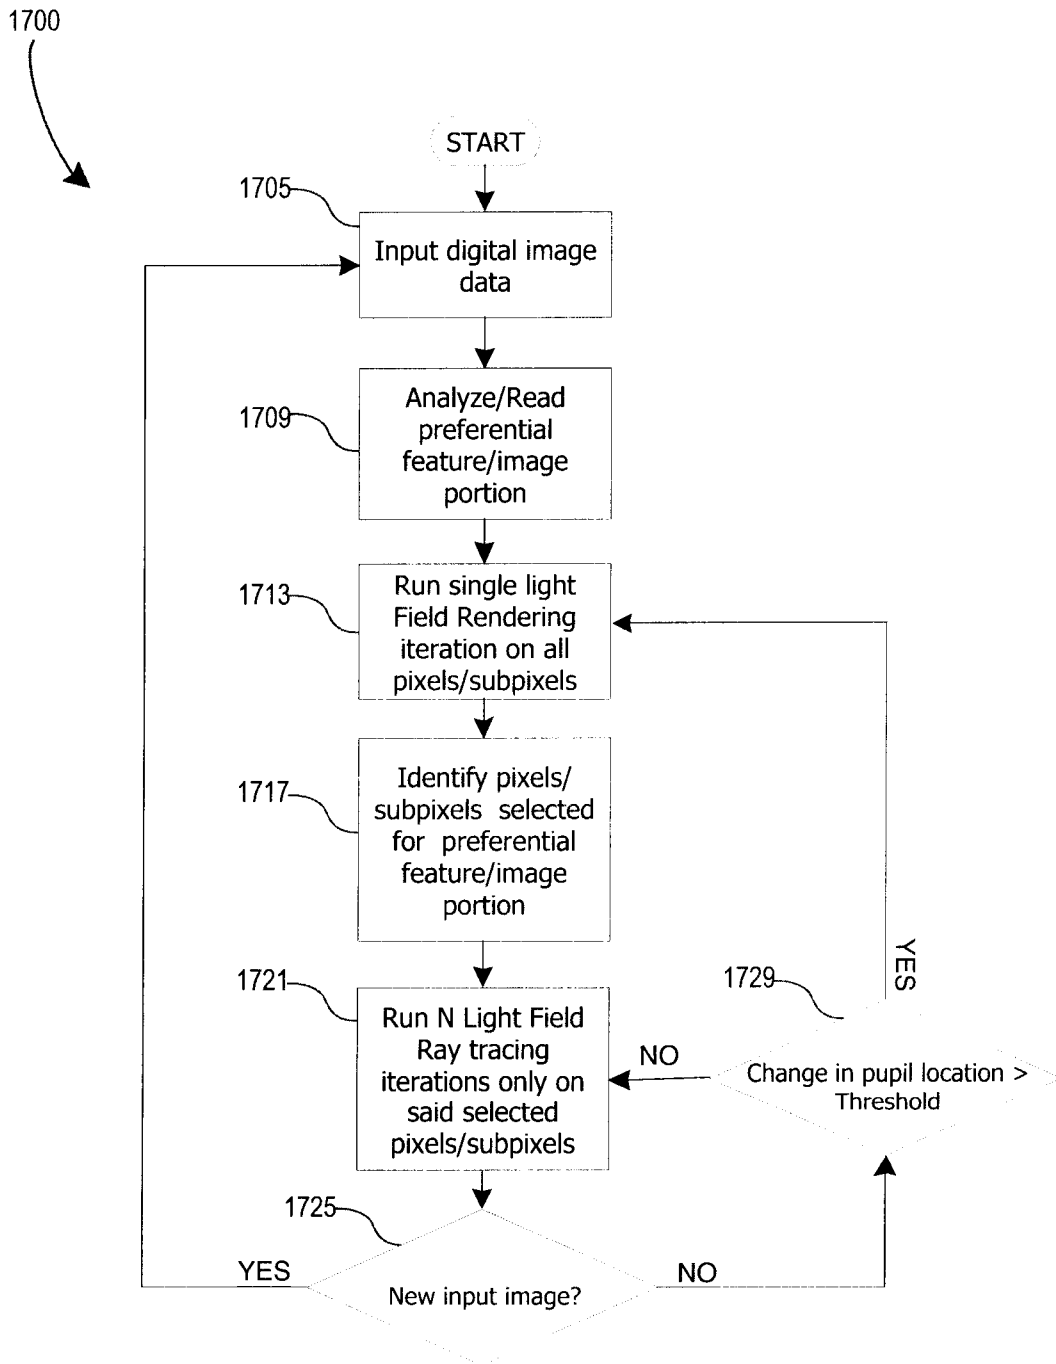 1700
START
1705
Input digital image
data
1709
Analyze/Read
preferential
feature/image
portion
1713
Run single light
Field Rendering
iteration on all
pixels/subpixels
1717
Identify pixels/
subpixels selected
for preferential
feature/image
portion
1721
Run N Light Field
Ray tracing
iterations only on
said selected
pixels/subpixels
NO
1729
YES
Change in pupil location >
Threshold
1725
YES
New input image?
NO